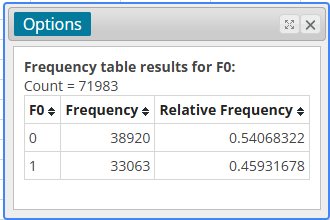 Options
Frequency table results for F0:
Count = 71983
F0 Frequency Relative Frequency
0 38920 0.54068322
1 33063 0.45931678